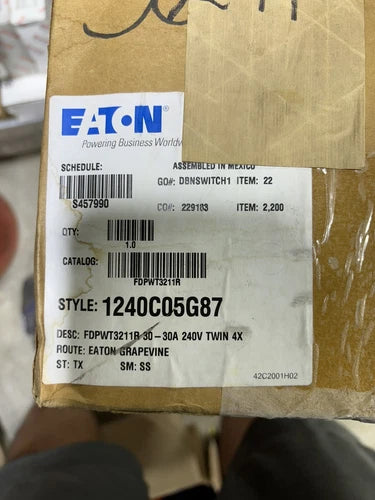 EATON
Powering Business Worldw
SCHEDULE:
ASSEMBLED IN MEXICO
GO#: DBNSWITCH1 ITEM: 22
S457990
CO#: 229183 ITEM: 2,200
QTY:
1.0
CATALOG:
FDPWT3211R
STYLE: 1240C05G87
DESC: FDPWT3211R 30-30A 240V TWIN 4X
ROUTE: EATON GRAPEVINE
ST: TX SM: SS
42C2001H02